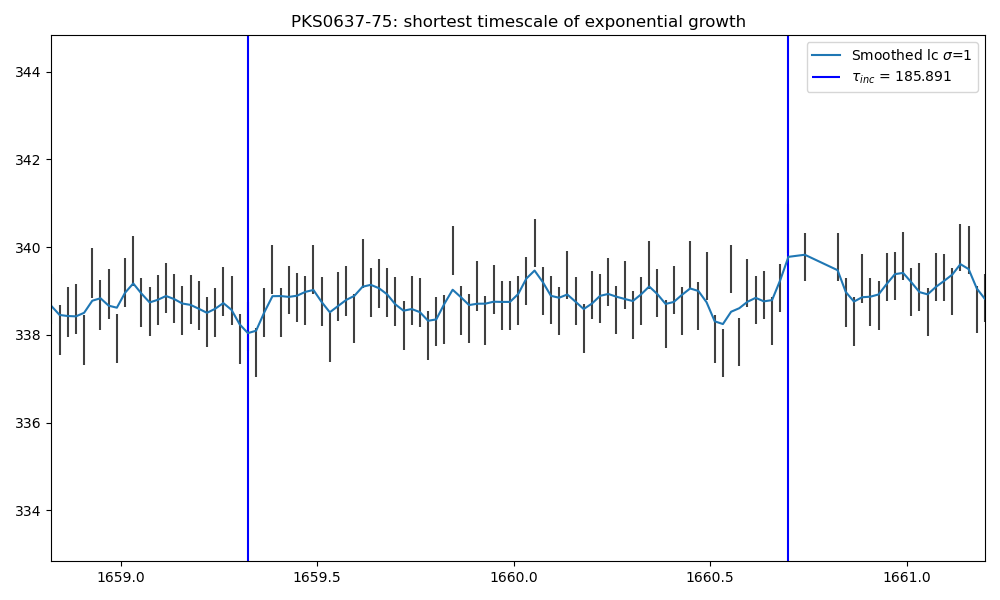 PKS0637-75: shortest timescale of exponential growth
Smoothed lc σ=1
τinc = 185.891
344
342
340
338
336
334
1659.0 1659.5 1660.0 1660.5 1661.0